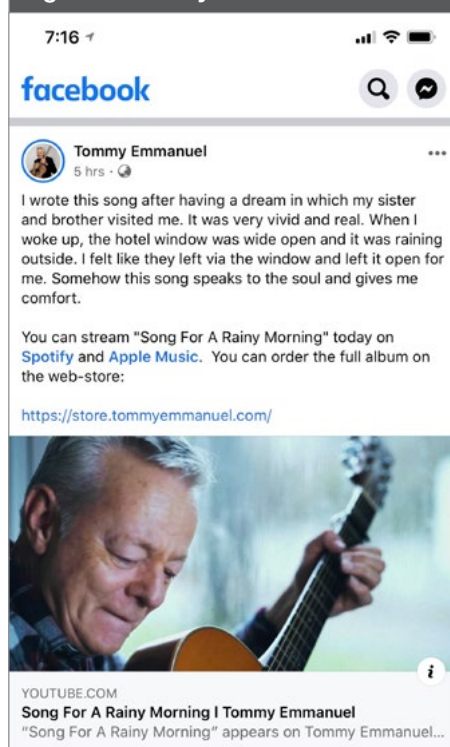 7:16
facebook
Tommy Emmanuel
5 hrs ·
I wrote this song after having a dream in which my sister
and brother visited me. It was very vivid and real. When I
woke up, the hotel window was wide open and it was raining
outside. I felt like they left via the window and left it open for
me. Somehow this song speaks to the soul and gives me
comfort.
You can stream "Song For A Rainy Morning" today on
Spotify and Apple Music. You can order the full album on
the web-store:
https://store.tommyemmanuel.com/
YOUTUBE.COM
Song For A Rainy Morning I Tommy Emmanuel
"Song For A Rainy Morning" appears on Tommy Emmanuel...